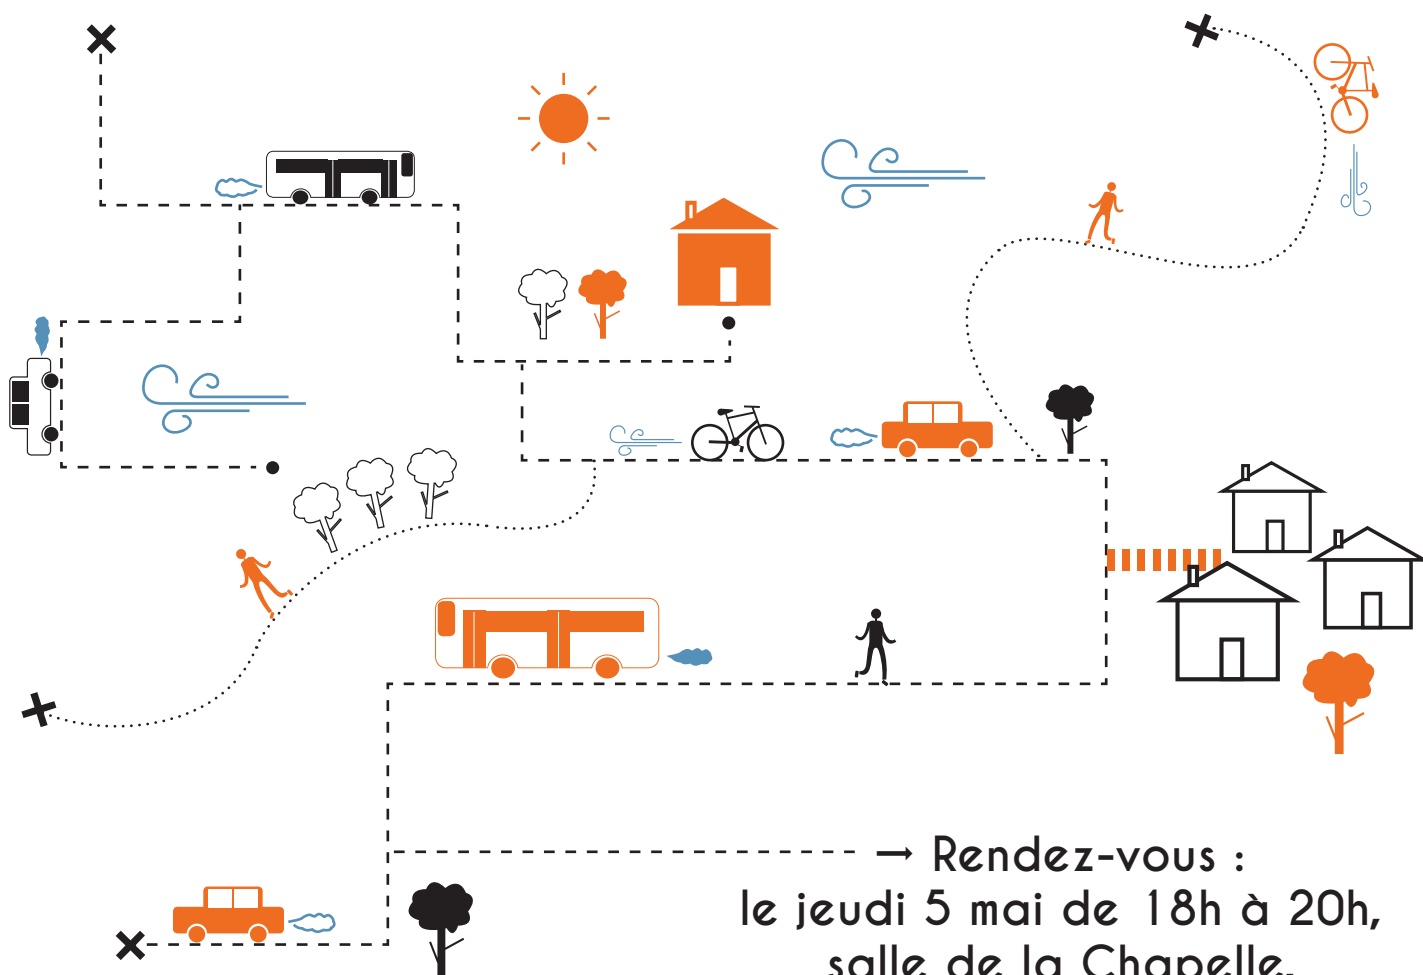 → Rendez-vous :
le jeudi 5 mai de 18h à 20h,
salle de la Chapelle.